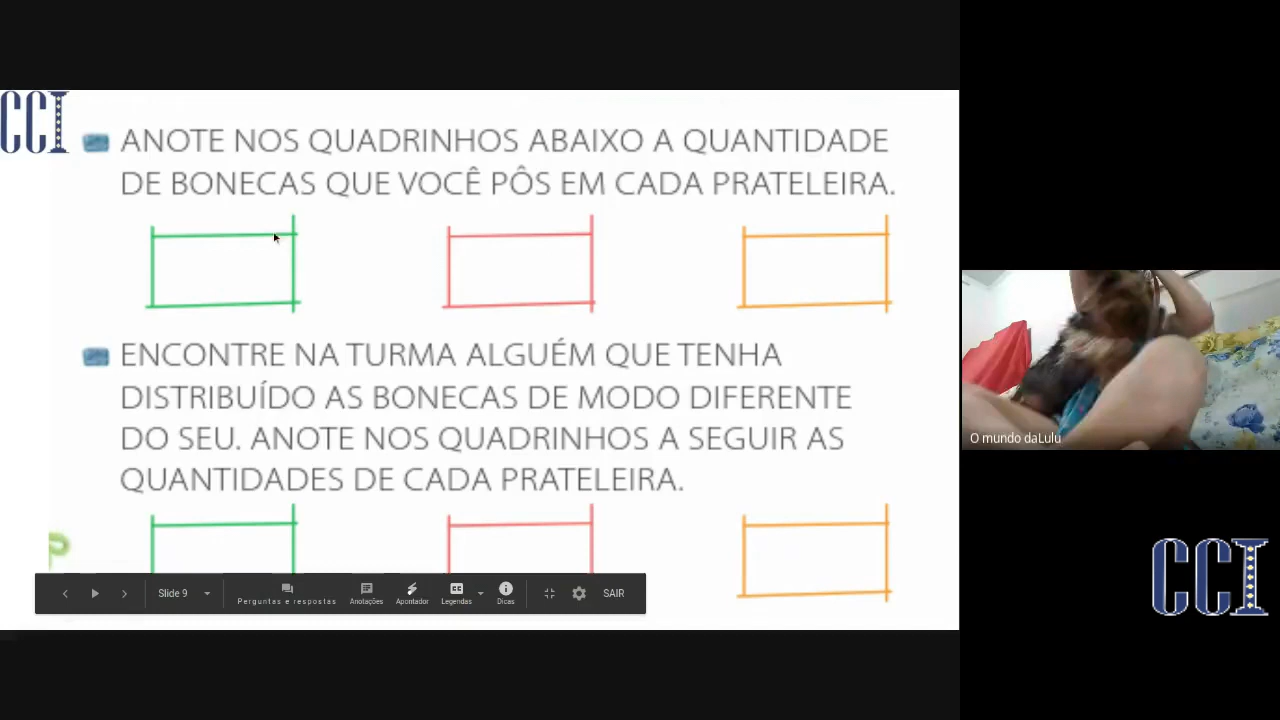 CCI
ANOTE NOS QUADRINHOS ABAIXO A QUANTIDADE
DE BONECAS QUE VOCÊ PÔS EM CADA PRATELEIRA.
ENCONTRE NA TURMA ALGUÉM QUE TENHA
DISTRIBUÍDO AS BONECAS DE MODO DIFERENTE
DO SEU. ANOTE NOS QUADRINHOS A SEGUIR AS
QUANTIDADES DE CADA PRATELEIRA.
Slide 9
Perguntas e respostas
Anotações
Apontador
CC
Legendas
Dicas
SAIR
O mundo daLulu
CCI